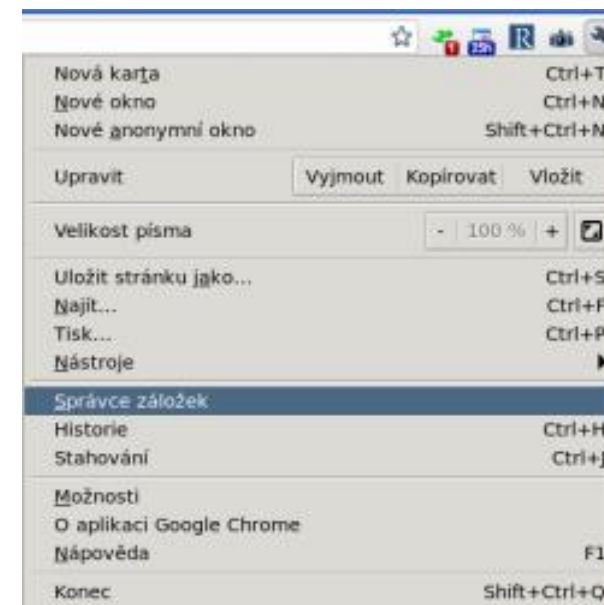 1 15h R
Nová karta Ctrl+T
Nové okno Ctrl+N
Nové anonymní okno Shift+Ctrl+N
Upravit Vyjmout Kopírovat Vložit
Velikost písma - 100 % +
Uložit stránku jako... Ctrl+S
Najít... Ctrl+F
Tisk... Ctrl+P
Nástroje
Správce záložek
Historie Ctrl+H
Stahování Ctrl+J
Možnosti
O aplikaci Google Chrome
Nápověda F1
Konec Shift+Ctrl+Q